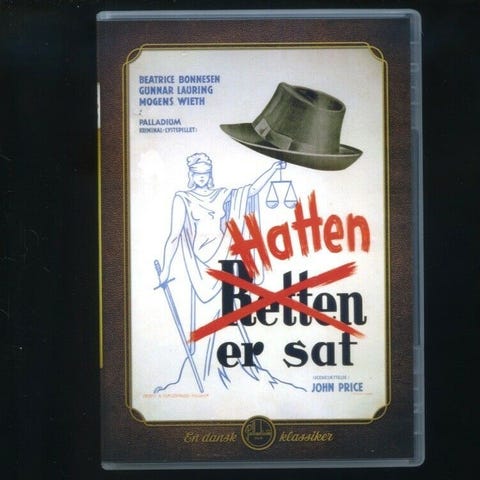 BEATRICE BONNESEN
GUNNAR LAURING
MOGENS WIETH
PALLADIUM
KRIMINAL-LYSTSPILLET:
Hatten
Retten
er sat
ISCENESÆTTELSE:
JOHN PRICE
En dansk klassiker